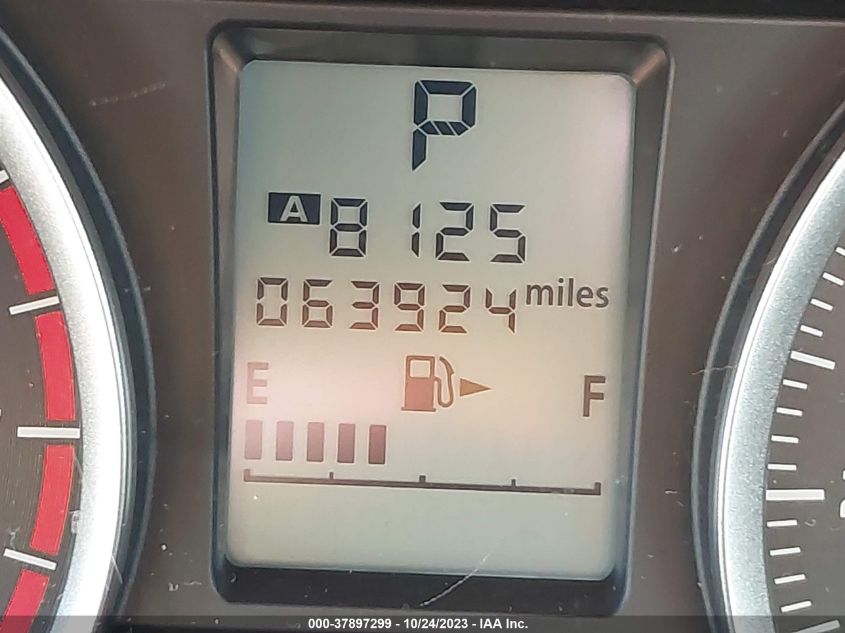 P
A 8125
063924 miles
E F
000-37897299 - 10/24/2023 - IAA Inc.